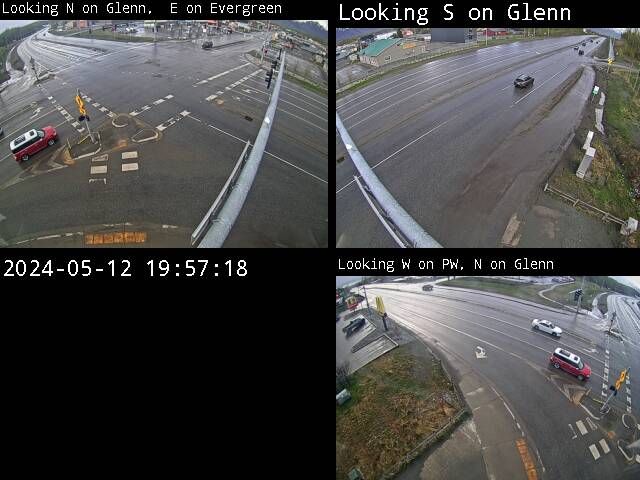 Looking N on Glenn, E on Evergreen
Looking S on Glenn
2024-05-12 19:57:18
Looking W on PW, N on Glenn